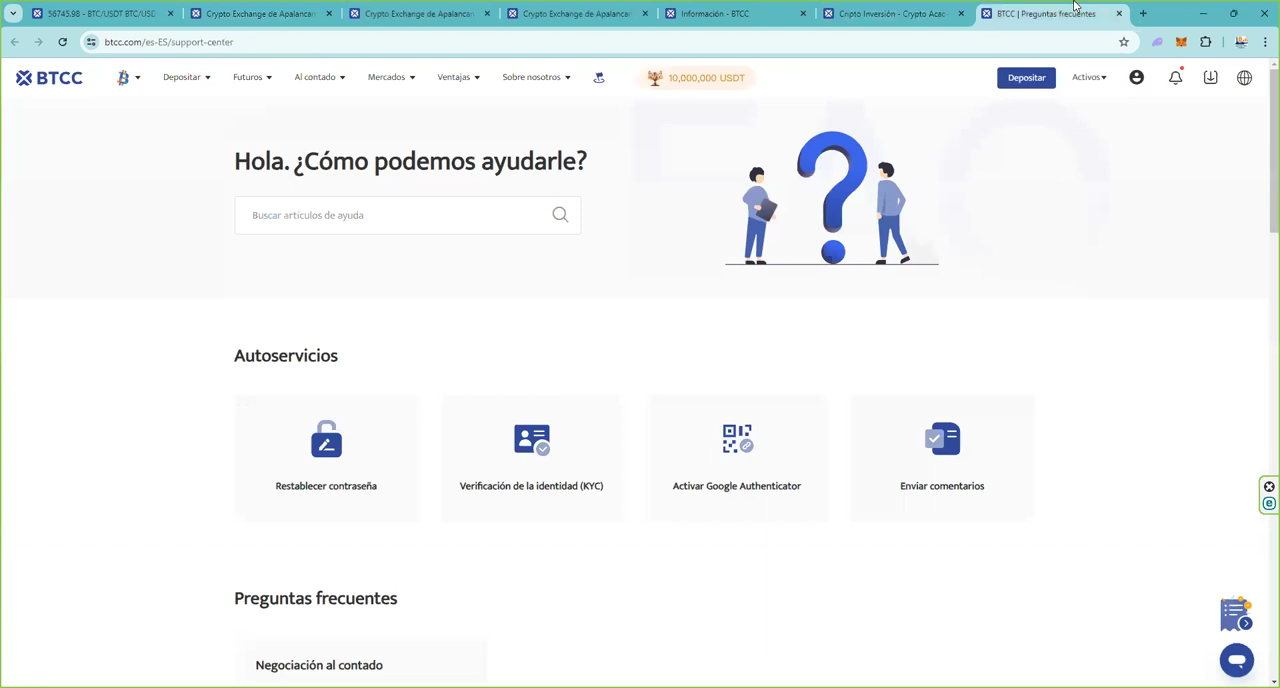 56745.98 - BTC/USDT BTC/USD
Crypto Exchange de Apalancan
Crypto Exchange de Apalancan
Crypto Exchange de Apalancan
Información - BTCC
Cripto Inversión - Crypto Acad
BTCC | Preguntas frecuentes
btcc.com/es-ES/support-center
BTCC
Depositar
Futuros
Al contado
Mercados
Ventajas
Sobre nosotros
10,000,000 USDT
Depositar
Activos
Hola. ¿Cómo podemos ayudarle?
Buscar artículos de ayuda
Autoservicios
Restablecer contraseña
Verificación de la identidad (KYC)
Activar Google Authenticator
Enviar comentarios
Preguntas frecuentes
Negociación al contado